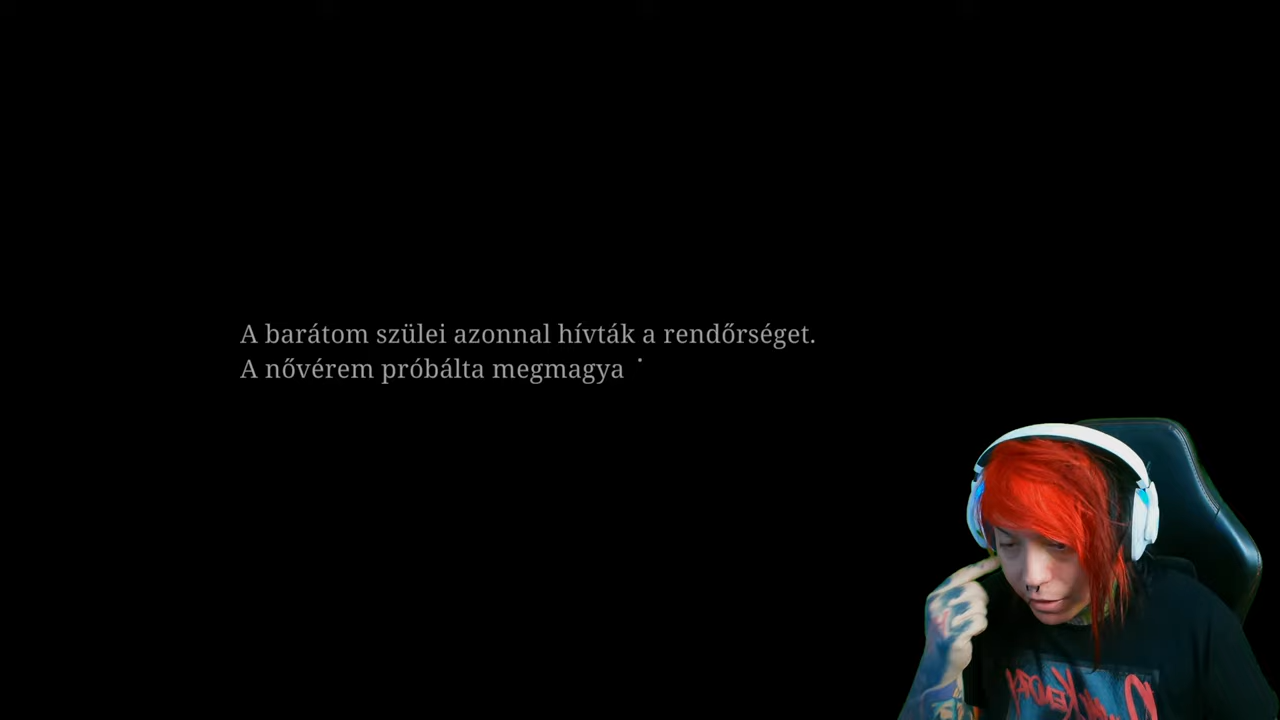 A barátom szülei azonnal hívták a rendőrséget.
A nővérem próbálta megmagya